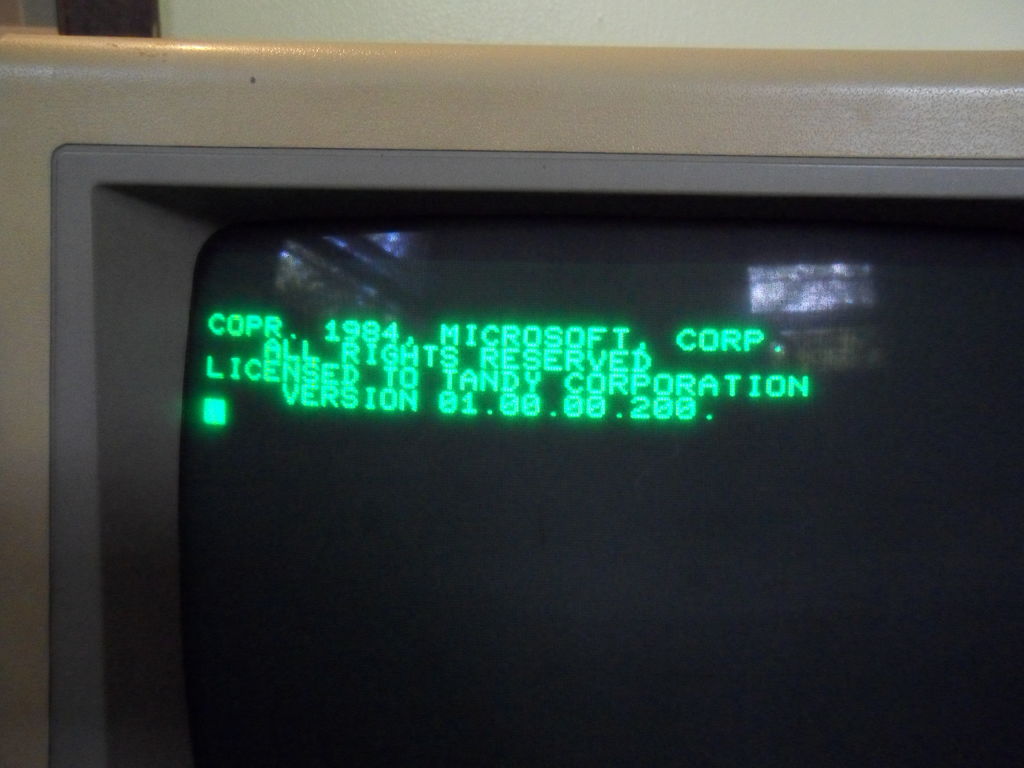 COPR. 1984, MICROSOFT, CORP.
ALL RIGHTS RESERVED
LICENSED TO TANDY CORPORATION
VERSION 01.00.00.200.